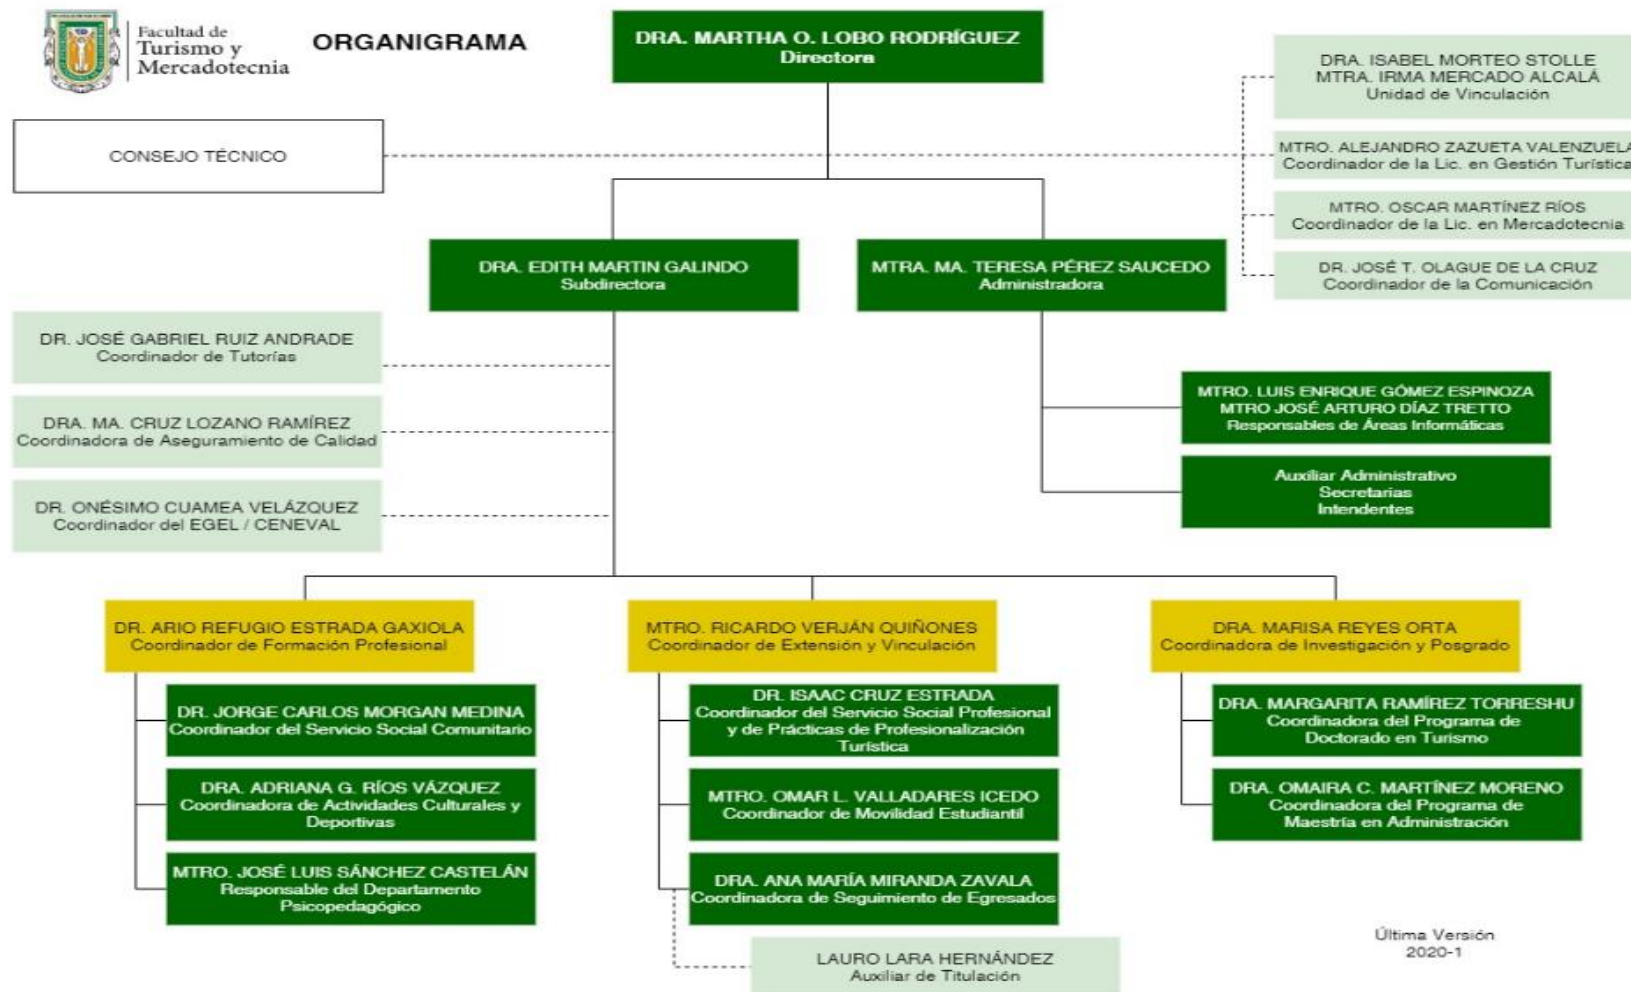 Facultad de
Turismo y
Mercadotecnia
ORGANIGRAMA
DRA. MARTHA O. LOBO RODRÍGUEZ
Directora
DRA. ISABEL MORTEO STOLLE
MTRA. IRMA MERCADO ALCALÁ
Unidad de Vinculación
CONSEJO TÉCNICO
MTRO. ALEJANDRO ZAZUETA VALENZUELA
Coordinador de la Lic. en Gestión Turística
MTRO. OSCAR MARTÍNEZ RÍOS
Coordinador de la Lic. en Mercadotecnia
DR. JOSÉ T. OLAGUE DE LA CRUZ
Coordinador de la Comunicación
DRA. EDITH MARTIN GALINDO
Subdirectora
MTRA. MA. TERESA PÉREZ SAUCEDO
Administradora
DR. JOSÉ GABRIEL RUIZ ANDRADE
Coordinador de Tutorías
DRA. MA. CRUZ LOZANO RAMÍREZ
Coordinadora de Aseguramiento de Calidad
DR. ONÉSIMO CUAMEA VELÁZQUEZ
Coordinador del EGEL / CENEVAL
MTRO. LUIS ENRIQUE GÓMEZ ESPINOZA
MTRO JOSÉ ARTURO DÍAZ TRETTO
Responsables de Áreas Informáticas
Auxiliar Administrativo
Secretarias
Intendentes
DR. ARIO REFUGIO ESTRADA GAXIOLA
Coordinador de Formación Profesional
DR. JORGE CARLOS MORGAN MEDINA
Coordinador del Servicio Social Comunitario
DRA. ADRIANA G. RÍOS VÁZQUEZ
Coordinadora de Actividades Culturales y
Deportivas
MTRO. JOSÉ LUIS SÁNCHEZ CASTELÁN
Responsable del Departamento
Psicopedagógico
MTRO. RICARDO VERJÁN QUIÑONES
Coordinador de Extensión y Vinculación
DR. ISAAC CRUZ ESTRADA
Coordinador del Servicio Social Profesional
y de Prácticas de Profesionalización
Turística
MTRO. OMAR L. VALLADARES ICEDO
Coordinador de Movilidad Estudiantil
DRA. ANA MARÍA MIRANDA ZAVALA
Coordinadora de Seguimiento de Egresados
LAURO LARA HERNÁNDEZ
Auxiliar de Titulación
DRA. MARISA REYES ORTA
Coordinadora de Investigación y Posgrado
DRA. MARGARITA RAMÍREZ TORRESHU
Coordinadora del Programa de
Doctorado en Turismo
DRA. OMAIRA C. MARTÍNEZ MORENO
Coordinadora del Programa de
Maestría en Administración
Última Versión
2020-1